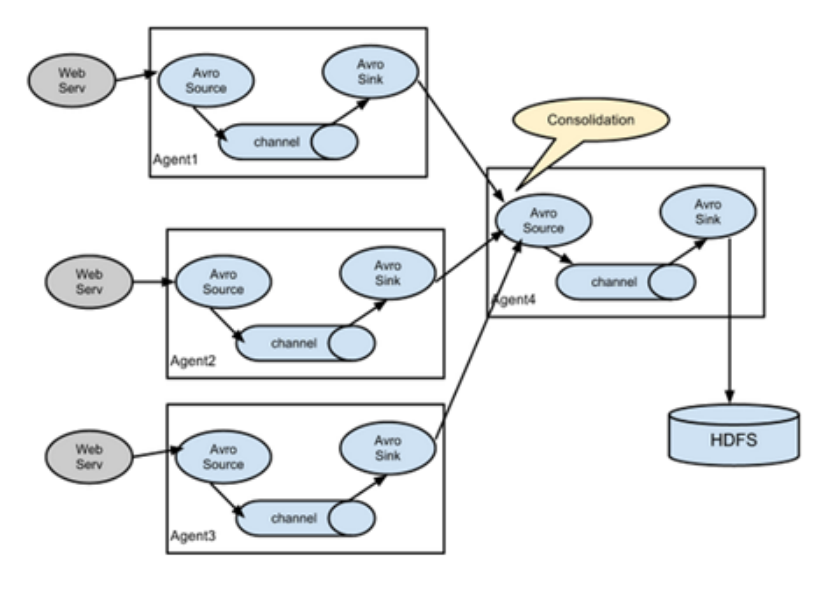 Web
Serv
Avro
Source
Avro
Sink
channel
Agent1
Consolidation
Avro
Source
Avro
Sink
channel
Agent4
Web
Serv
Avro
Source
Avro
Sink
channel
Agent2
Web
Serv
Avro
Source
Avro
Sink
channel
Agent3
HDFS